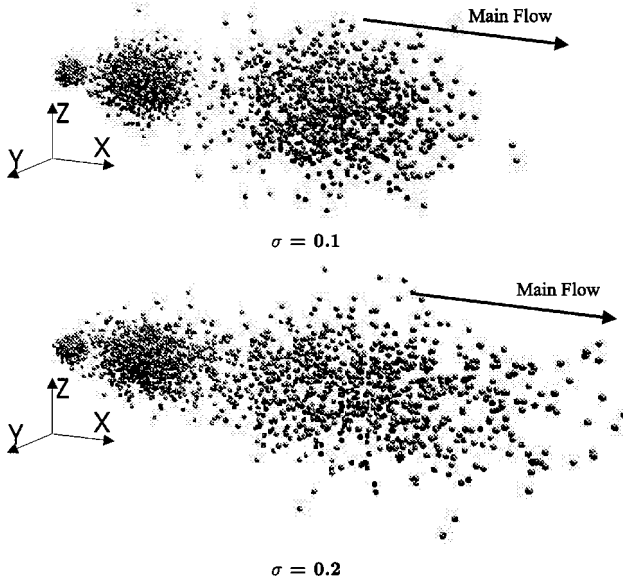 Main Flow
Z
Y
X
σ = 0.1
Main Flow
Z
Y
X
σ = 0.2